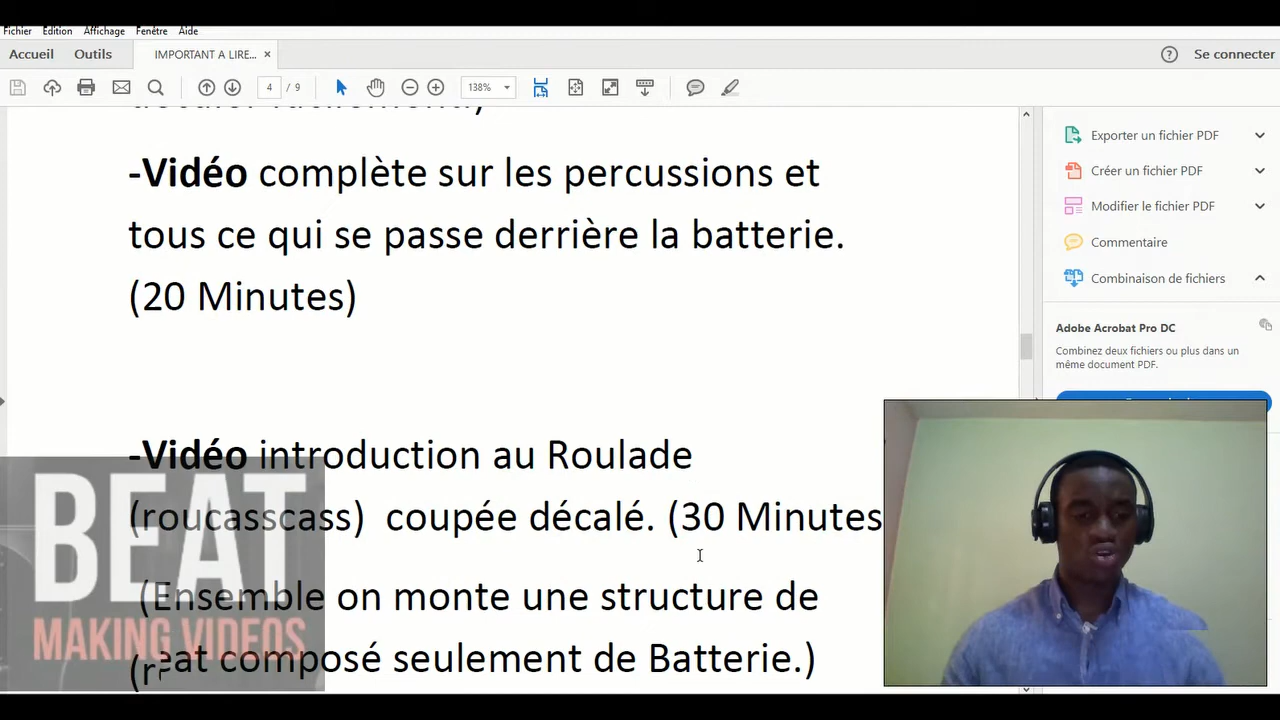 Fichier Edition Affichage Fenêtre Aide
Accueil Outils IMPORTANT A LIRE... × Se connecter
4 / 9 138%
-Vidéo complète sur les percussions et
tous ce qui se passe derrière la batterie.
(20 Minutes)
-Vidéo introduction au Roulade
(roucasscass) coupée décalé. (30 Minutes
(Ensemble on monte une structure de
composé seulement de Batterie.)
BEAT
MAKING VIDEOS
Exporter un fichier PDF
Créer un fichier PDF
Modifier le fichier PDF
Commentaire
Combinaison de fichiers
Adobe Acrobat Pro DC
Combinez deux fichiers ou plus dans un
même document PDF.